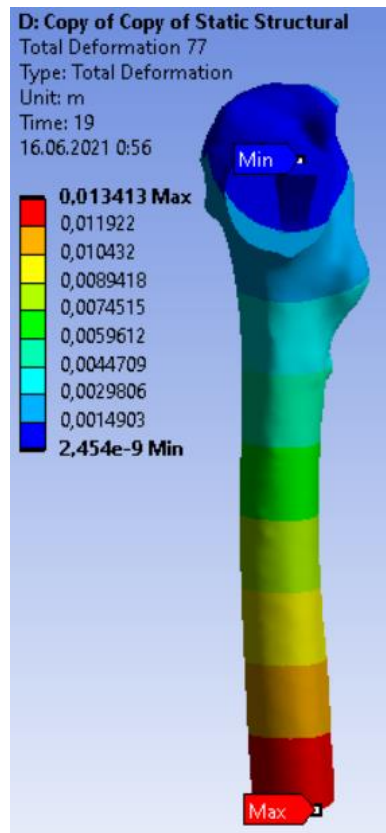 D: Copy of Copy of Static Structural
Total Deformation 77
Type: Total Deformation
Unit: m
Time: 19
16.06.2021 0:56
Min
0,013413 Max
0,011922
0,010432
0,0089418
0,0074515
0,0059612
0,0044709
0,0029806
0,0014903
2,454e-9 Min
Max